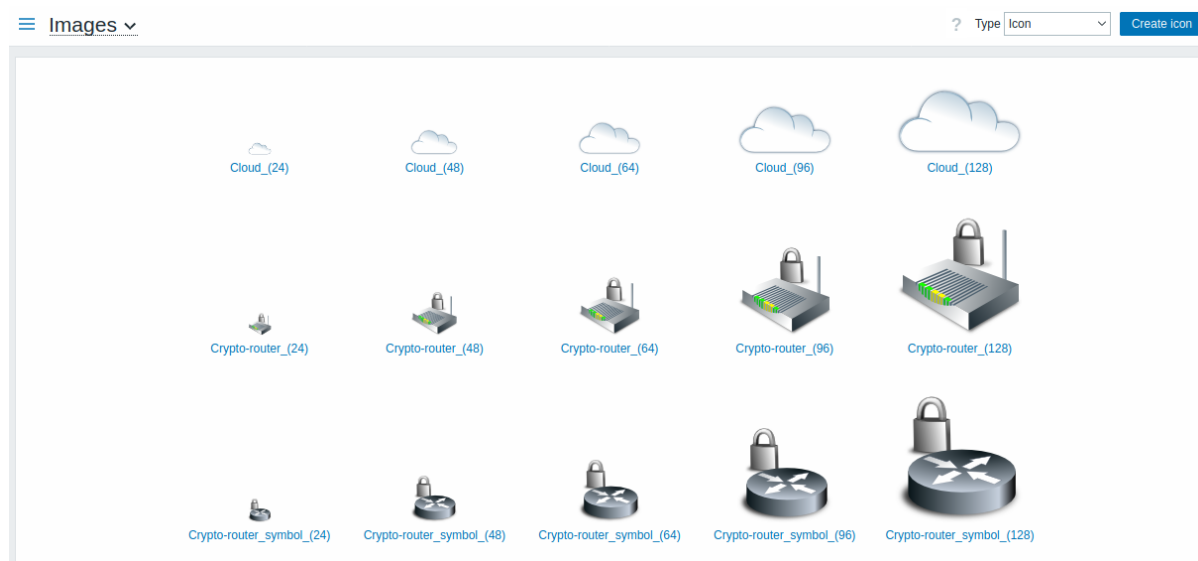 Images
? Type Icon Create icon
Cloud_(24) Cloud_(48) Cloud_(64) Cloud_(96) Cloud_(128)
Crypto-router_(24) Crypto-router_(48) Crypto-router_(64) Crypto-router_(96) Crypto-router_(128)
Crypto-router_symbol_(24) Crypto-router_symbol_(48) Crypto-router_symbol_(64) Crypto-router_symbol_(96) Crypto-router_symbol_(128)